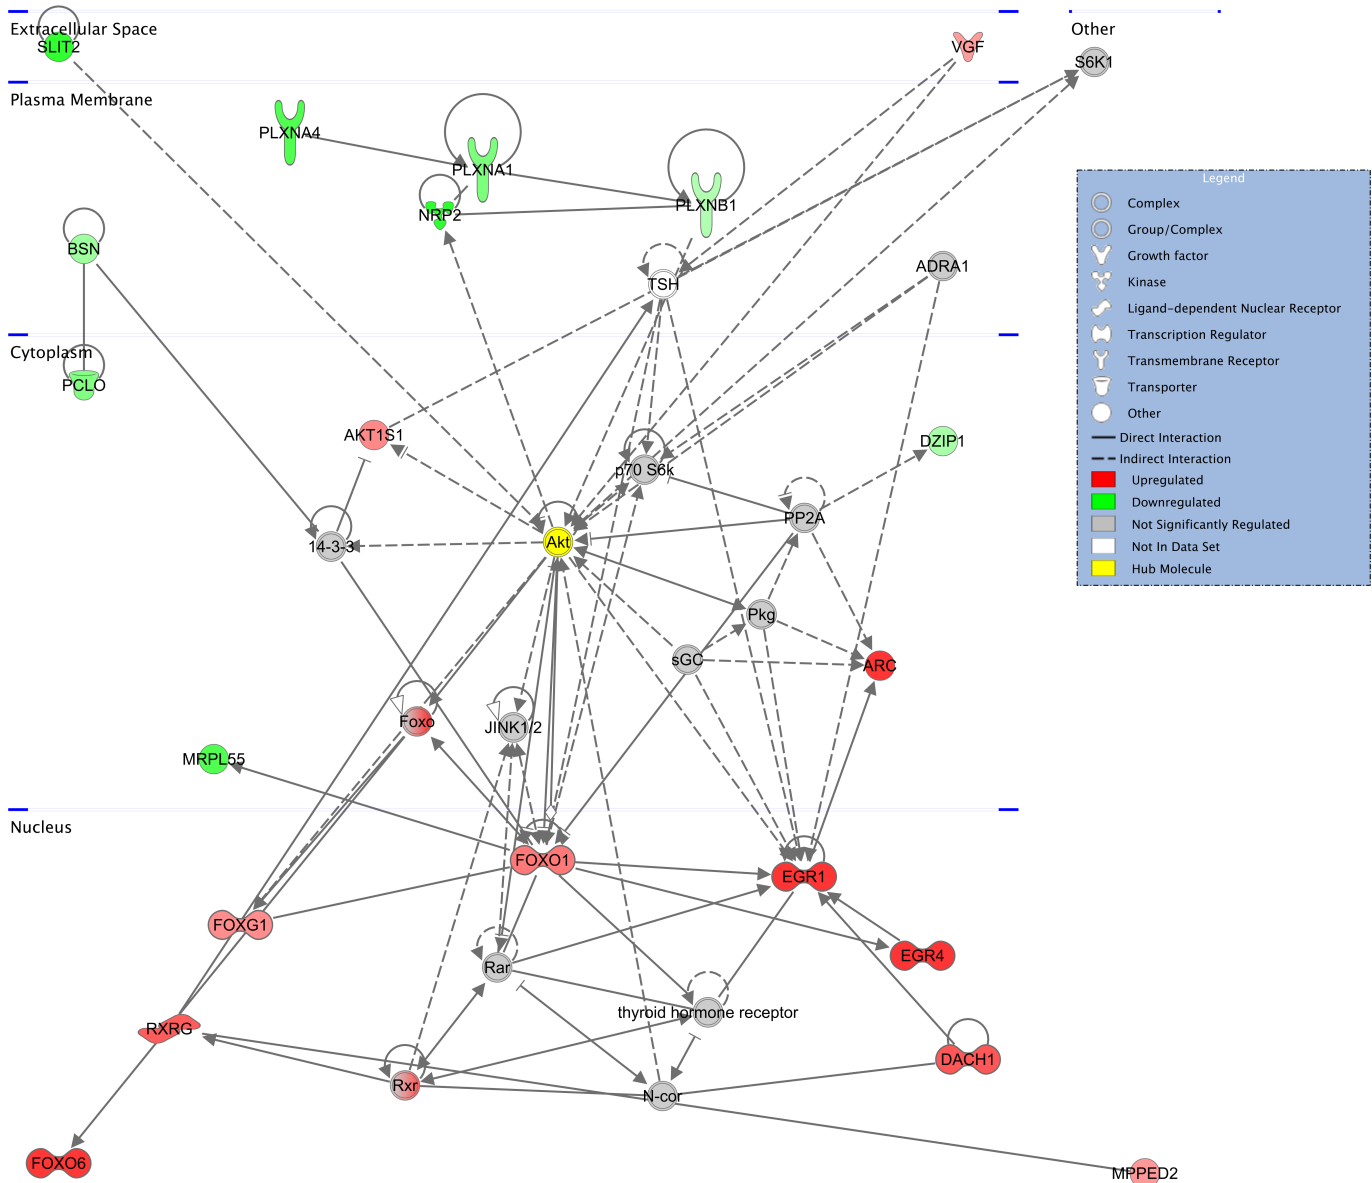 Extracellular Space
Other
SLIT2
VGF
S6K1
Plasma Membrane
PLXNA4
PLXNA1
PLXNB1
NRP2
BSN
TSH
ADRA1
Legend
Complex
Group/Complex
Growth factor
Kinase
Ligand-dependent Nuclear Receptor
Transcription Regulator
Transmembrane Receptor
Transporter
Other
Direct Interaction
Indirect Interaction
Upregulated
Downregulated
Not Significantly Regulated
Not In Data Set
Hub Molecule
Cytoplasm
PCLO
AKT1S1
DZIP1
p70 S6k
PP2A
14-3-3
Akt
Pkg
sGC
ARC
Foxo
JINK1/2
MRPL55
Nucleus
FOXO1
EGR1
FOXG1
EGR4
Rar
thyroid hormone receptor
RXRG
DACH1
Rxr
N-cor
FOXO6
MPPED2